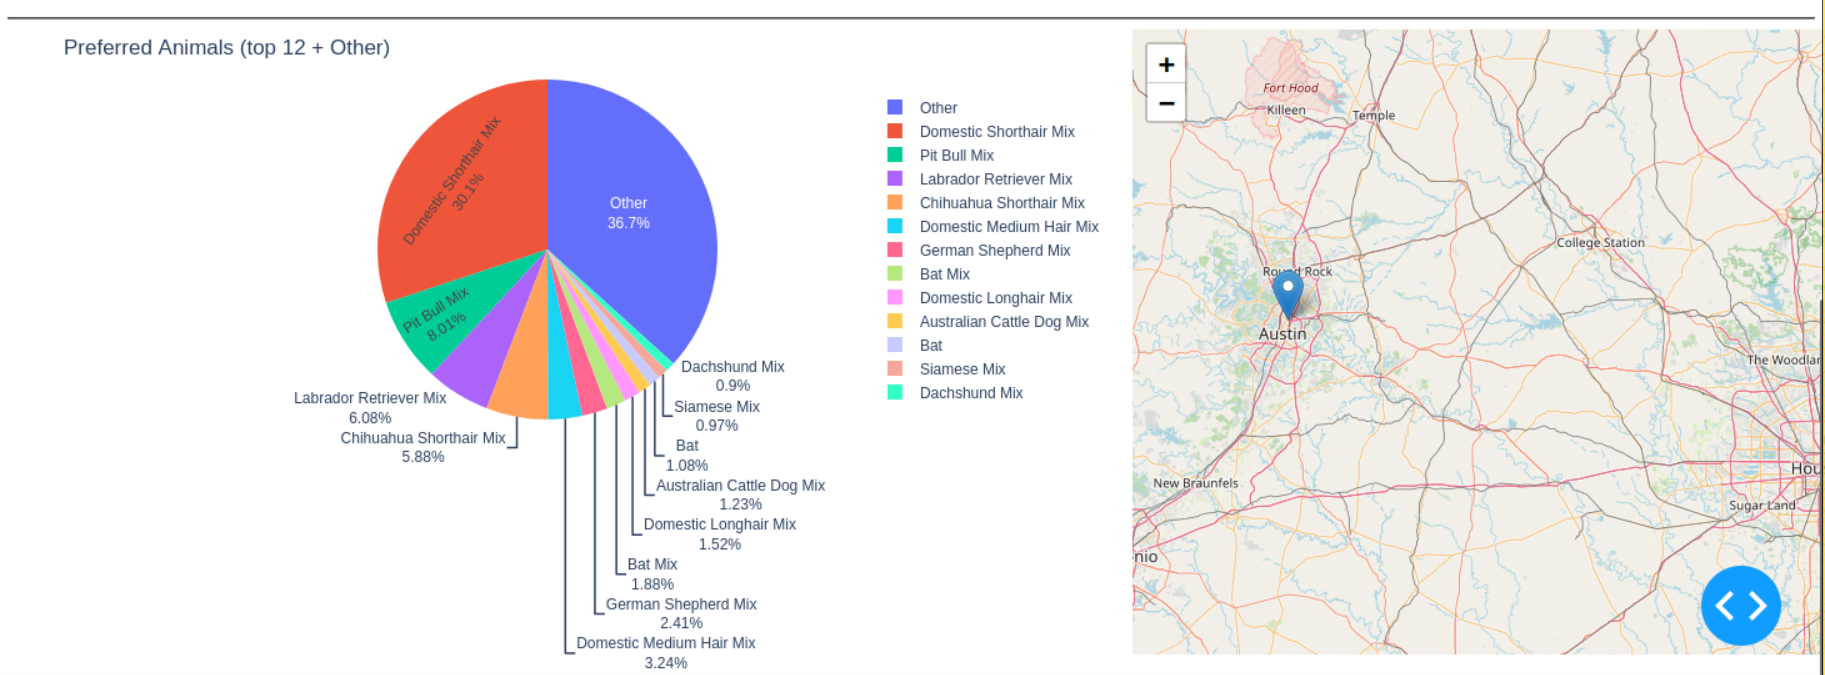 Preferred Animals (top 12 + Other)
Domestic Shorthair Mix
30.1%
Other
36.7%
Pit Bull Mix
8.01%
Labrador Retriever Mix
6.08%
Chihuahua Shorthair Mix
5.88%
Dachshund Mix
0.9%
Siamese Mix
0.97%
Bat
1.08%
Australian Cattle Dog Mix
1.23%
Domestic Longhair Mix
1.52%
Bat Mix
1.88%
German Shepherd Mix
2.41%
Domestic Medium Hair Mix
3.24%
Other
Domestic Shorthair Mix
Pit Bull Mix
Labrador Retriever Mix
Chihuahua Shorthair Mix
Domestic Medium Hair Mix
German Shepherd Mix
Bat Mix
Domestic Longhair Mix
Australian Cattle Dog Mix
Bat
Siamese Mix
Dachshund Mix
+
−
Fort Hood
Killeen
Temple
College Station
Round Rock
Austin
The Woodlar
New Braunfels
Hou
Sugar Land
nio